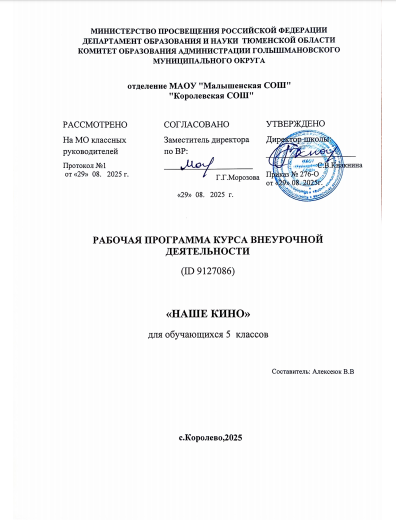 МИНИСТЕРСТВО ПРОСВЕЩЕНИЯ РОССИЙСКОЙ ФЕДЕРАЦИИ
ДЕПАРТАМЕНТ ОБРАЗОВАНИЯ И НАУКИ ТЮМЕНСКОЙ ОБЛАСТИ
КОМИТЕТ ОБРАЗОВАНИЯ АДМИНИСТРАЦИИ ГОЛЫШМАНОВСКОГО
МУНИЦИПАЛЬНОГО ОКРУГА
отделение МАОУ "Малышенская СОШ"
"Королевская СОШ"
РАССМОТРЕНО
На МО классных
руководителей
Протокол №1
от «29» 08. 2025 г.
СОГЛАСОВАНО
Заместитель директора
по ВР:
Г.Г.Морозова
«29» 08. 2025 г.
УТВЕРЖДЕНО
Директор школы:
Приказ № 276-О
от «29» 08. 2025г.
РАБОЧАЯ ПРОГРАММА КУРСА ВНЕУРОЧНОЙ
ДЕЯТЕЛЬНОСТИ
(ID 9127086)
«НАШЕ КИНО»
для обучающихся 5 классов
Составитель: Алексеюк В.В
с.Королево,2025